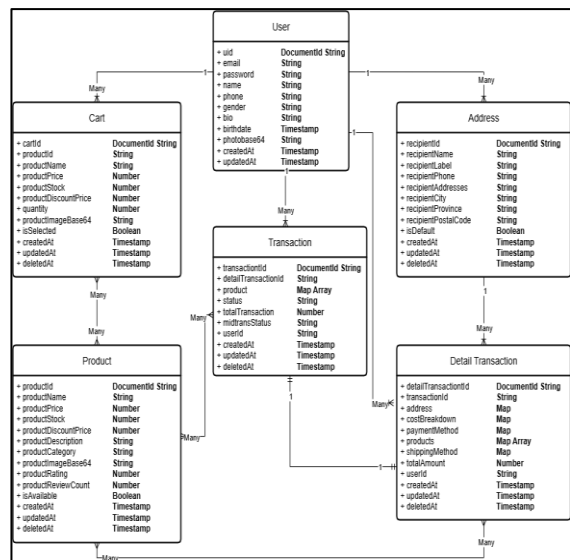 User
+ uid DocumentId String
+ email String
+ password String
+ name String
+ phone String
+ gender String
+ bio String
+ birthdate Timestamp
+ photobase64 String
+ createdAt Timestamp
+ updatedAt Timestamp
1
1
1
1
Many
Many
Many
Cart
+ cartId DocumentId String
+ productId String
+ productName String
+ productPrice Number
+ productStock Number
+ productDiscountPrice Number
+ quantity Number
+ productImageBase64 String
+ isSelected Boolean
+ createdAt Timestamp
+ updatedAt Timestamp
+ deletedAt Timestamp
Address
+ recipientId DocumentId String
+ recipientName String
+ recipientLabel String
+ recipientPhone String
+ recipientAddresses String
+ recipientCity String
+ recipientProvince String
+ recipientPostalCode String
+ isDefault Boolean
+ createdAt Timestamp
+ updatedAt Timestamp
+ deletedAt Timestamp
Transaction
+ transactionId DocumentId String
+ detailTransactionId String
+ product Map Array
+ status String
+ totalTransaction Number
+ midtransStatus String
+ userId String
+ createdAt Timestamp
+ updatedAt Timestamp
+ deletedAt Timestamp
Many
Many
Many
1
Many
Product
+ productId DocumentId String
+ productName String
+ productPrice Number
+ productStock Number
+ productDiscountPrice Number
+ productDescription String
+ productCategory String
+ productImageBase64 String
+ productRating Number
+ productReviewCount Number
+ isAvailable Boolean
+ createdAt Timestamp
+ updatedAt Timestamp
+ deletedAt Timestamp
Detail Transaction
+ detailTransactionId DocumentId String
+ transactionId String
+ address Map
+ costBreakdown Map
+ paymentMethod Map
+ products Map Array
+ shippingMethod Map
+ totalAmount Number
+ userId String
+ createdAt Timestamp
+ updatedAt Timestamp
+ deletedAt Timestamp
1
Many
Many
1
Many
Many